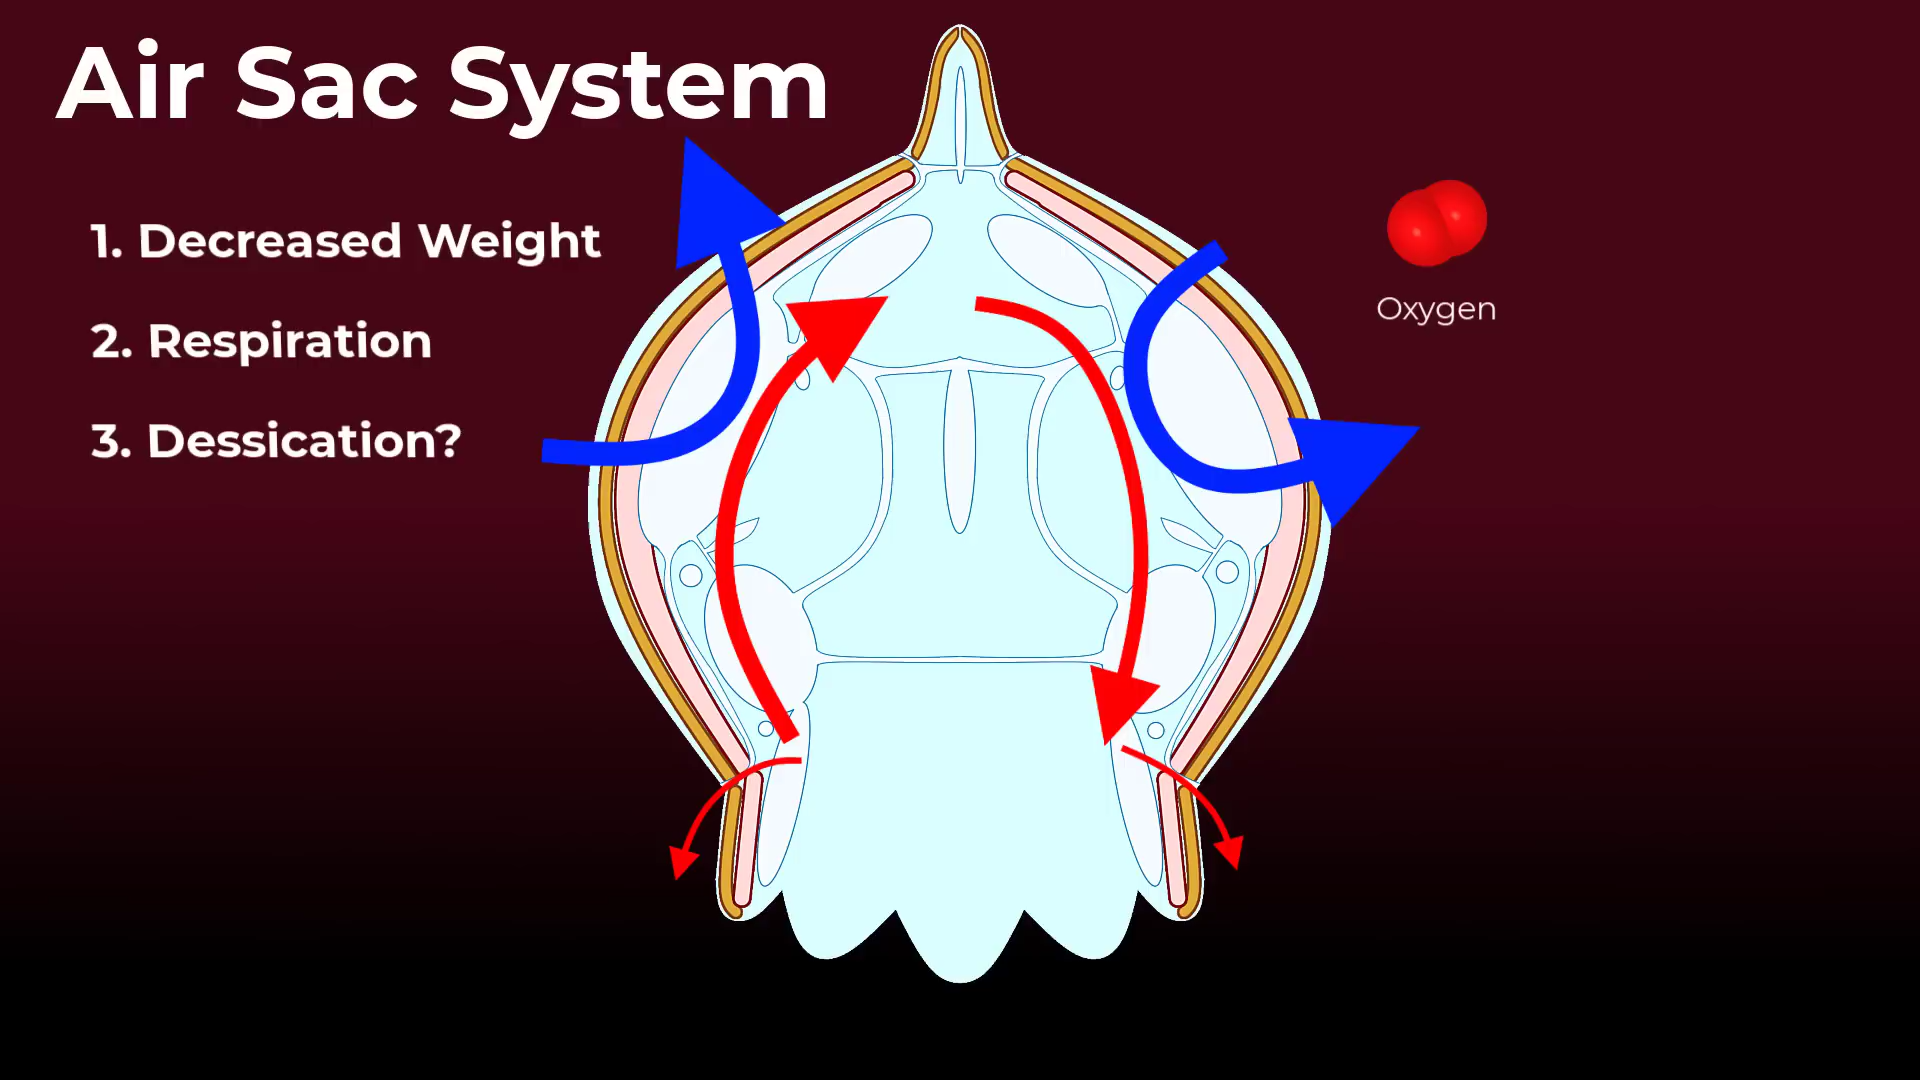 Air Sac System
1. Decreased Weight
2. Respiration
3. Dessication?
Oxygen